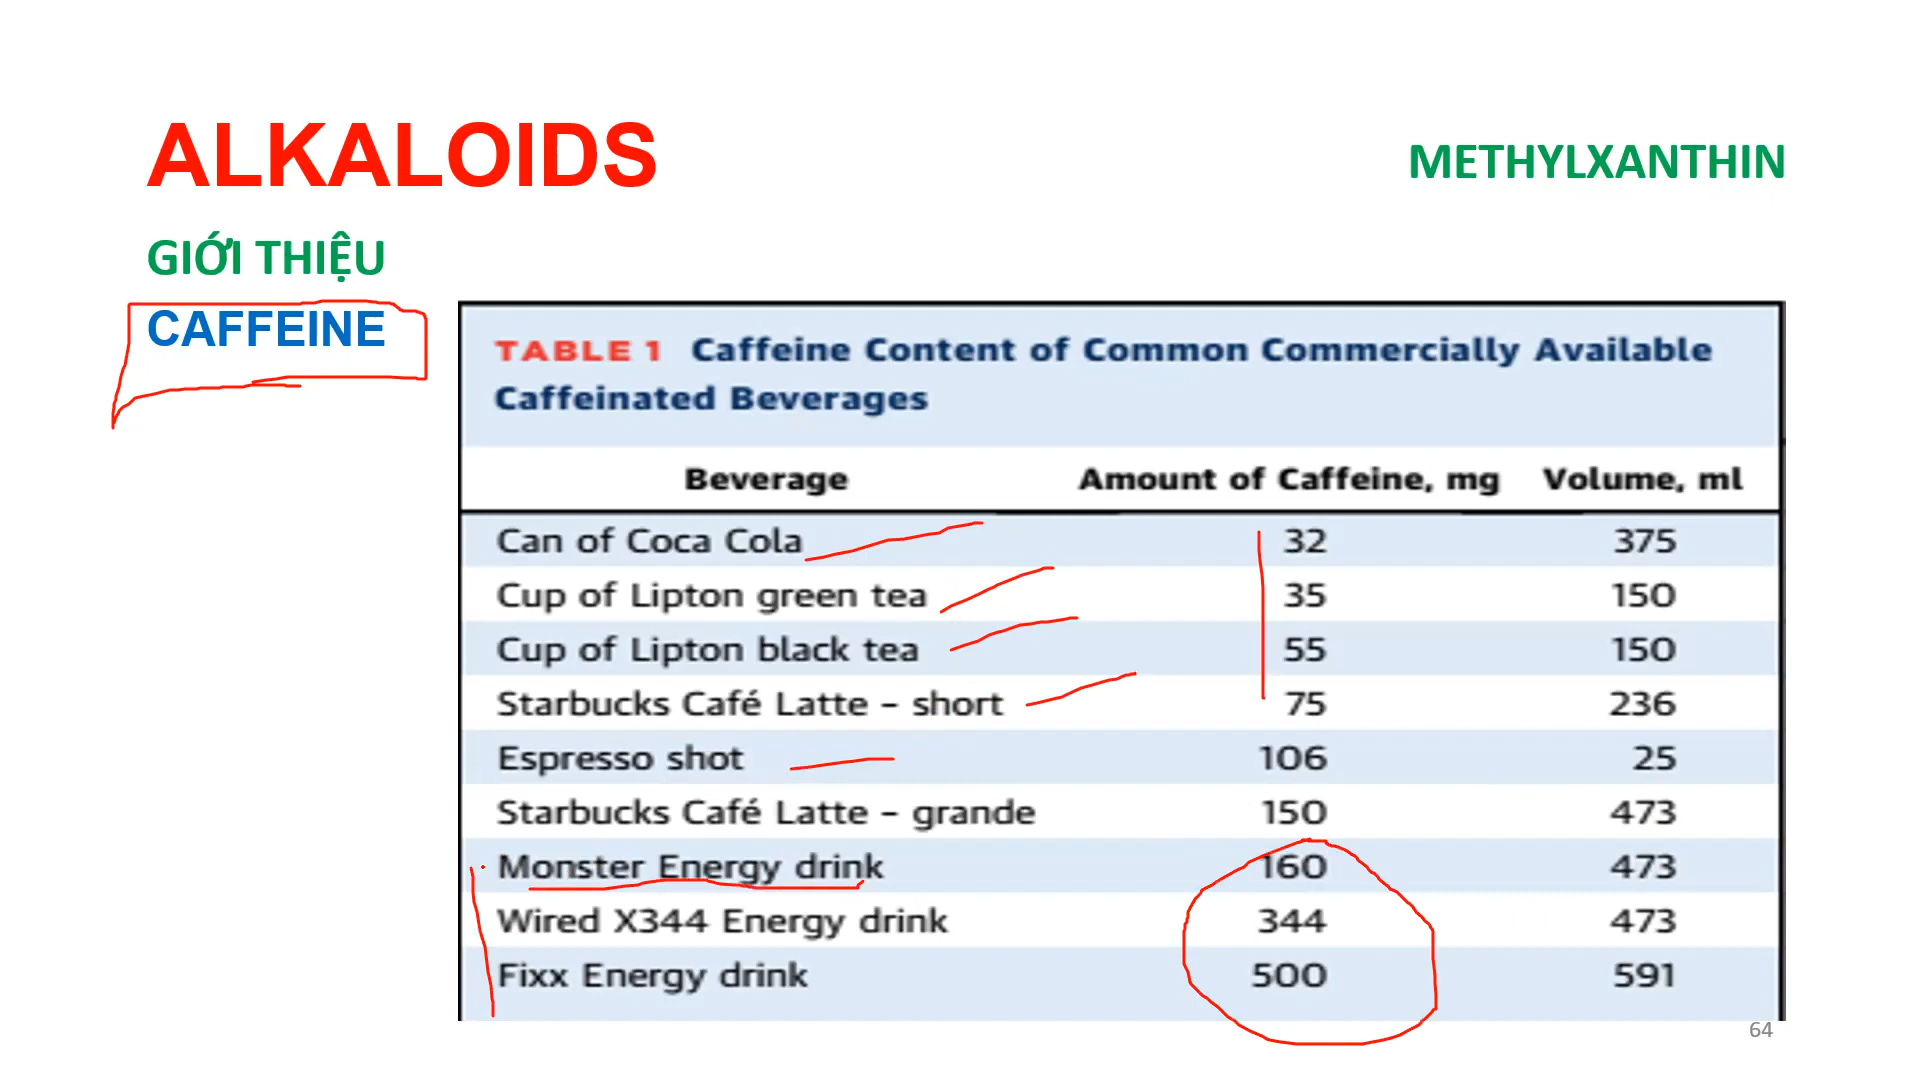 ALKALOIDS
METHYLXANTHIN
GIỚI THIỆU
CAFFEINE
TABLE 1 Caffeine Content of Common Commercially Available
Caffeinated Beverages
Beverage Amount of Caffeine, mg Volume, ml
Can of Coca Cola 32 375
Cup of Lipton green tea 35 150
Cup of Lipton black tea 55 150
Starbucks Café Latte – short 75 236
Espresso shot 106 25
Starbucks Café Latte – grande 150 473
Monster Energy drink 160 473
Wired X344 Energy drink 344 473
Fixx Energy drink 500 591
64